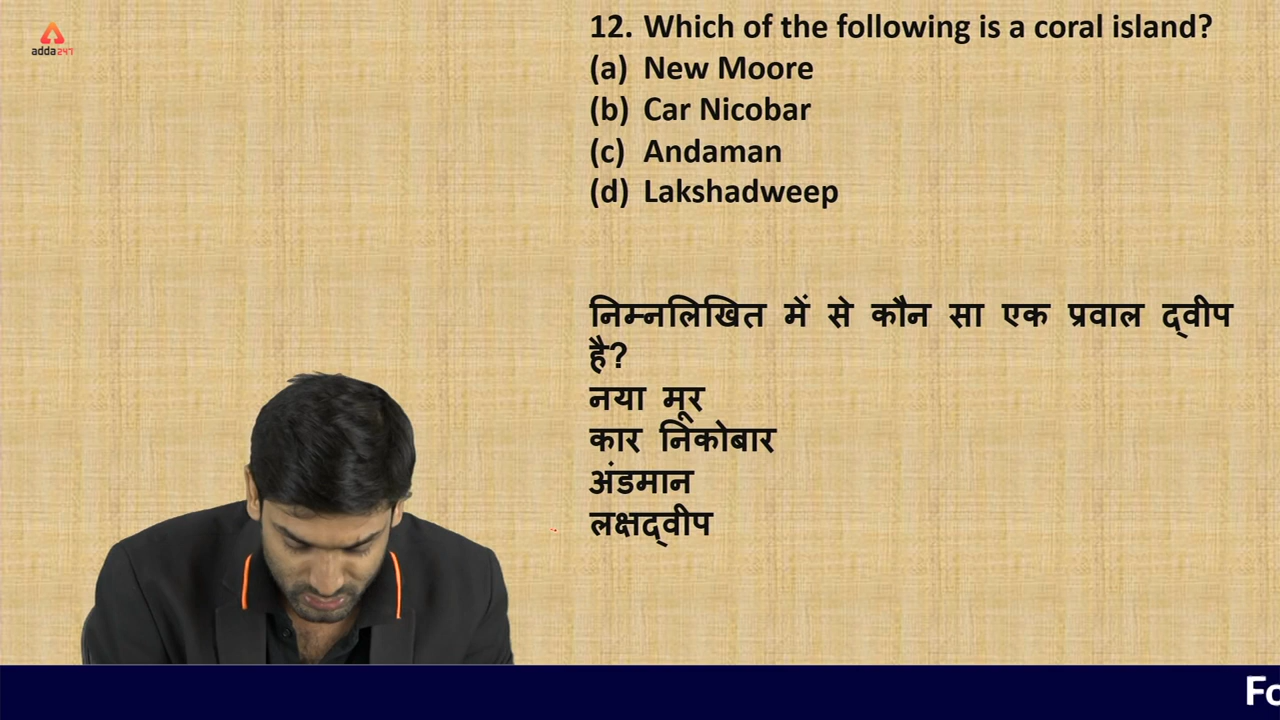 adda247
12. Which of the following is a coral island?
(a) New Moore
(b) Car Nicobar
(c) Andaman
(d) Lakshadweep
निम्नलिखित में से कौन सा एक प्रवाल द्वीप
है?
नया मूर
कार निकोबार
अंडमान
लक्षद्वीप
Fo